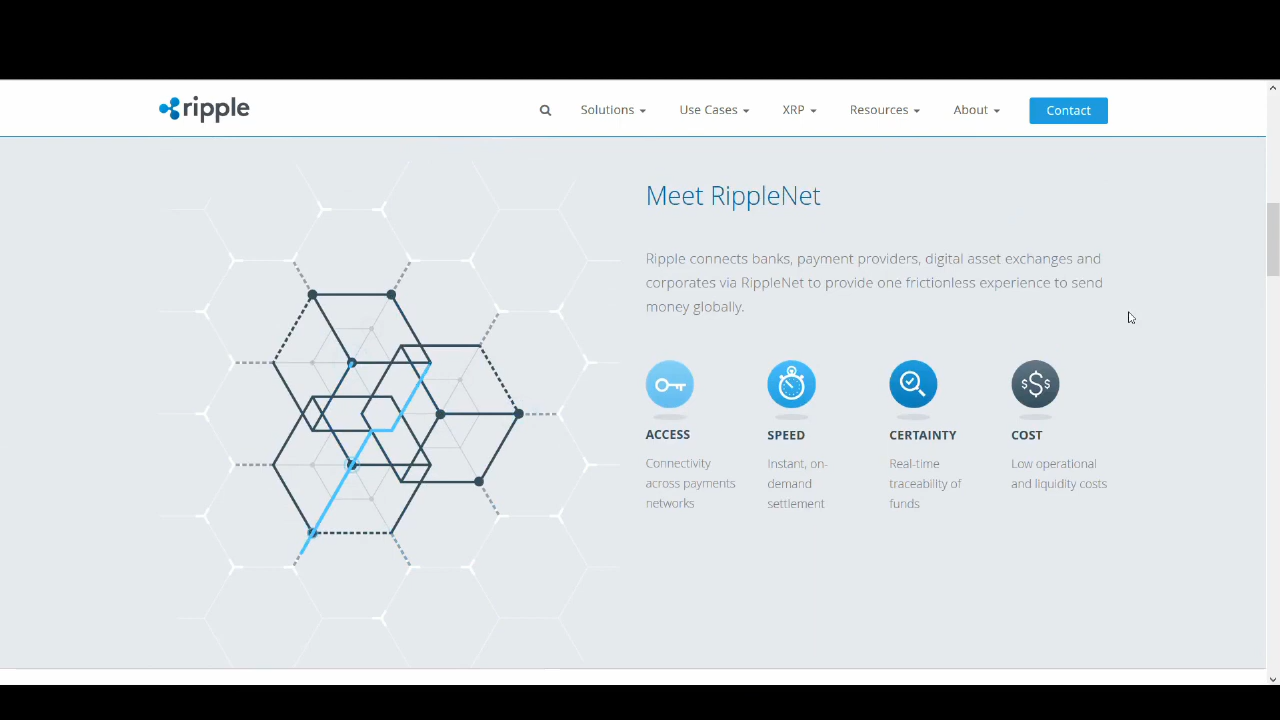 ripple
Solutions
Use Cases
XRP
Resources
About
Contact
Meet RippleNet
Ripple connects banks, payment providers, digital asset exchanges and
corporates via RippleNet to provide one frictionless experience to send
money globally.
$$$
ACCESS
Connectivity
across payments
networks
SPEED
Instant, on-
demand
settlement
CERTAINTY
Real-time
traceability of
funds
COST
Low operational
and liquidity costs